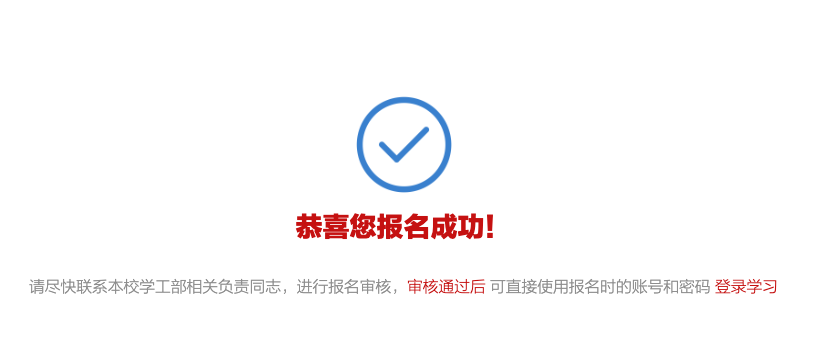 恭喜您报名成功!
请尽快联系本校学工部相关负责同志，进行报名审核，审核通过后 可直接使用报名时的账号和密码 登录学习